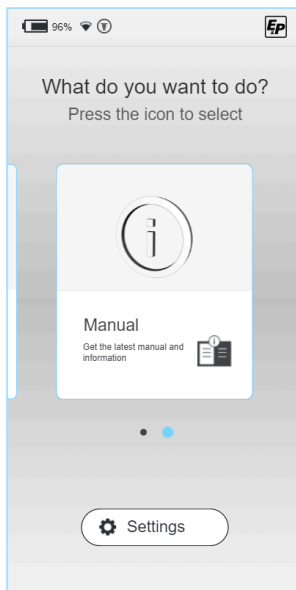 96%
EP
What do you want to do?
Press the icon to select
i
Manual
Get the latest manual and
information
Settings